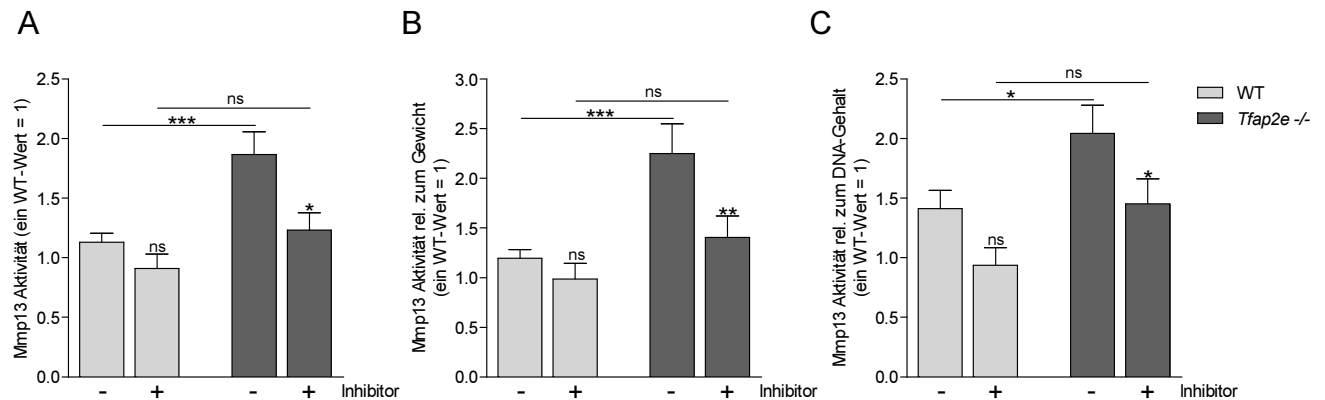 A
B
C
Mmp13 Aktivität (ein WT-Wert = 1)
2.5
2.0
1.5
1.0
0.5
0.0
ns
***
ns
*
- + - + Inhibitor
Mmp13 Aktivität rel. zum Gewicht
(ein WT-Wert = 1)
3.0
2.5
2.0
1.5
1.0
0.5
0.0
ns
***
ns
**
- + - + Inhibitor
Mmp13 Aktivität rel. zum DNA-Gehalt
(ein WT-Wert = 1)
2.5
2.0
1.5
1.0
0.5
0.0
ns
*
ns
*
- + - + Inhibitor
WT
Tfap2e -/-